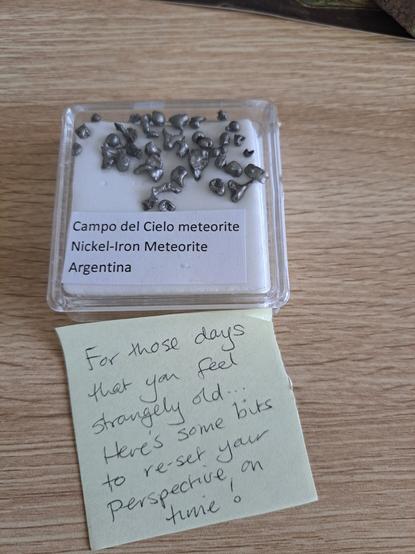 Campo del Cielo meteorite
Nickel-Iron Meteorite
Argentina
For those days
that you feel
strangely old...
Here's some bits
to re-set your
perspective, on
time!